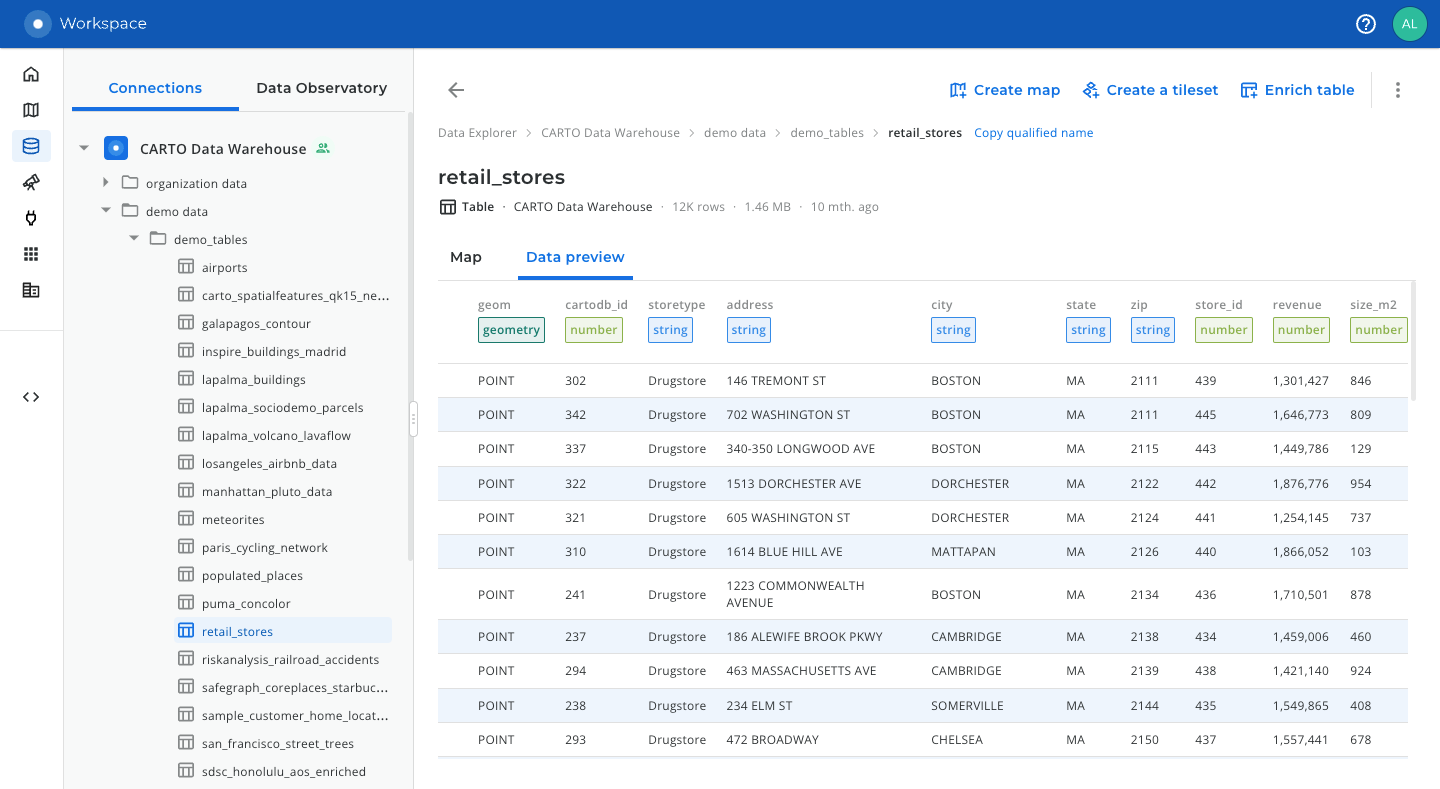 Workspace
AL
Connections
Data Observatory
CARTO Data Warehouse
organization data
demo data
demo_tables
airports
carto_spatialfeatures_qk15_ne...
galapagos_contour
inspire_buildings_madrid
lapalma_buildings
lapalma_sociodemo_parcels
lapalma_volcano_lavaflow
losangeles_airbnb_data
manhattan_pluto_data
meteorites
paris_cycling_network
populated_places
puma_concolor
retail_stores
riskanalysis_railroad_accidents
safegraph_coreplaces_starbuc...
sample_customer_home_locat...
san_francisco_street_trees
sdsc_honolulu_aos_enriched
Create map
Create a tileset
Enrich table
Data Explorer > CARTO Data Warehouse > demo data > demo_tables > retail_stores Copy qualified name
retail_stores
Table · CARTO Data Warehouse · 12K rows · 1.46 MB · 10 mth. ago
Map
Data preview
geom cartodb_id storetype address city state zip store_id revenue size_m2
geometry number string string string string string number number number
POINT 302 Drugstore 146 TREMONT ST BOSTON MA 2111 439 1,301,427 846
POINT 342 Drugstore 702 WASHINGTON ST BOSTON MA 2111 445 1,646,773 809
POINT 337 Drugstore 340-350 LONGWOOD AVE BOSTON MA 2115 443 1,449,786 129
POINT 322 Drugstore 1513 DORCHESTER AVE DORCHESTER MA 2122 442 1,876,776 954
POINT 321 Drugstore 605 WASHINGTON ST DORCHESTER MA 2124 441 1,254,145 737
POINT 310 Drugstore 1614 BLUE HILL AVE MATTAPAN MA 2126 440 1,866,052 103
POINT 241 Drugstore 1223 COMMONWEALTH AVENUE BOSTON MA 2134 436 1,710,501 878
POINT 237 Drugstore 186 ALEWIFE BROOK PKWY CAMBRIDGE MA 2138 434 1,459,006 460
POINT 294 Drugstore 463 MASSACHUSETTS AVE CAMBRIDGE MA 2139 438 1,421,140 924
POINT 238 Drugstore 234 ELM ST SOMERVILLE MA 2144 435 1,549,865 408
POINT 293 Drugstore 472 BROADWAY CHELSEA MA 2150 437 1,557,441 678